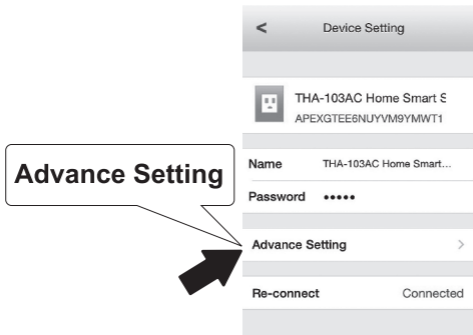 < Device Setting
THA-103AC Home Smart S
APEXGTEE6NUYVM9YMWT1
Name THA-103AC Home Smart...
Password •••••
Advance Setting
Advance Setting >
Re-connect Connected